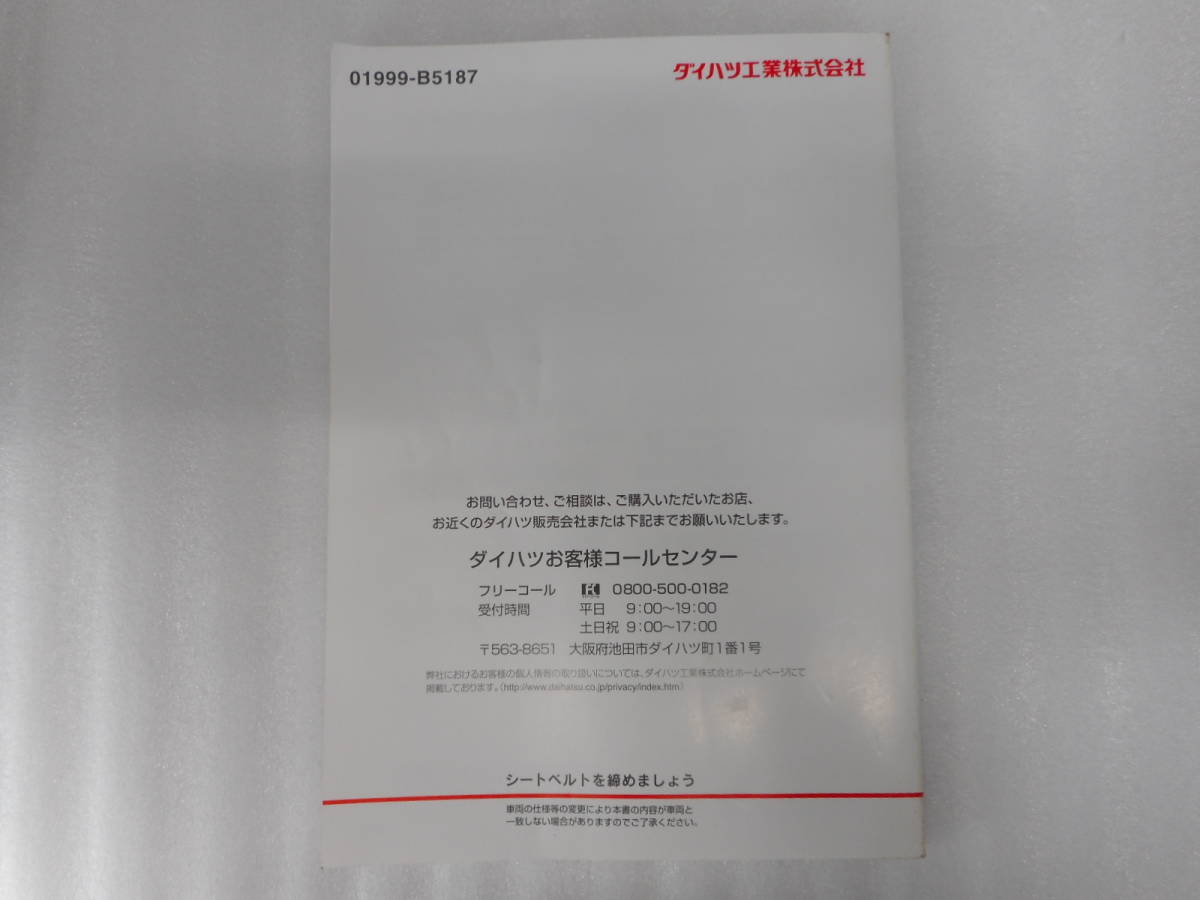 01999-B5187
ダイハツ工業株式会社
お問い合わせ、ご相談は、ご購入いただいたお店、
お近くのダイハツ販売会社または下記までお願いいたします。
ダイハツお客様コールセンター
フリーコール 0800-500-0182
受付時間 平日 9:00〜19:00
土日祝 9:00〜17:00
〒563-8651 大阪府池田市ダイハツ町1番1号
弊社におけるお客様の個人情報の取り扱いについては、ダイハツ工業株式会社ホームページにて
掲載しております。(http://www.daihatsu.co.jp/privacy/index.htm)
シートベルトを締めましょう
車両の仕様等の変更により本書の内容が車両と
一致しない場合がありますのでご了承ください。